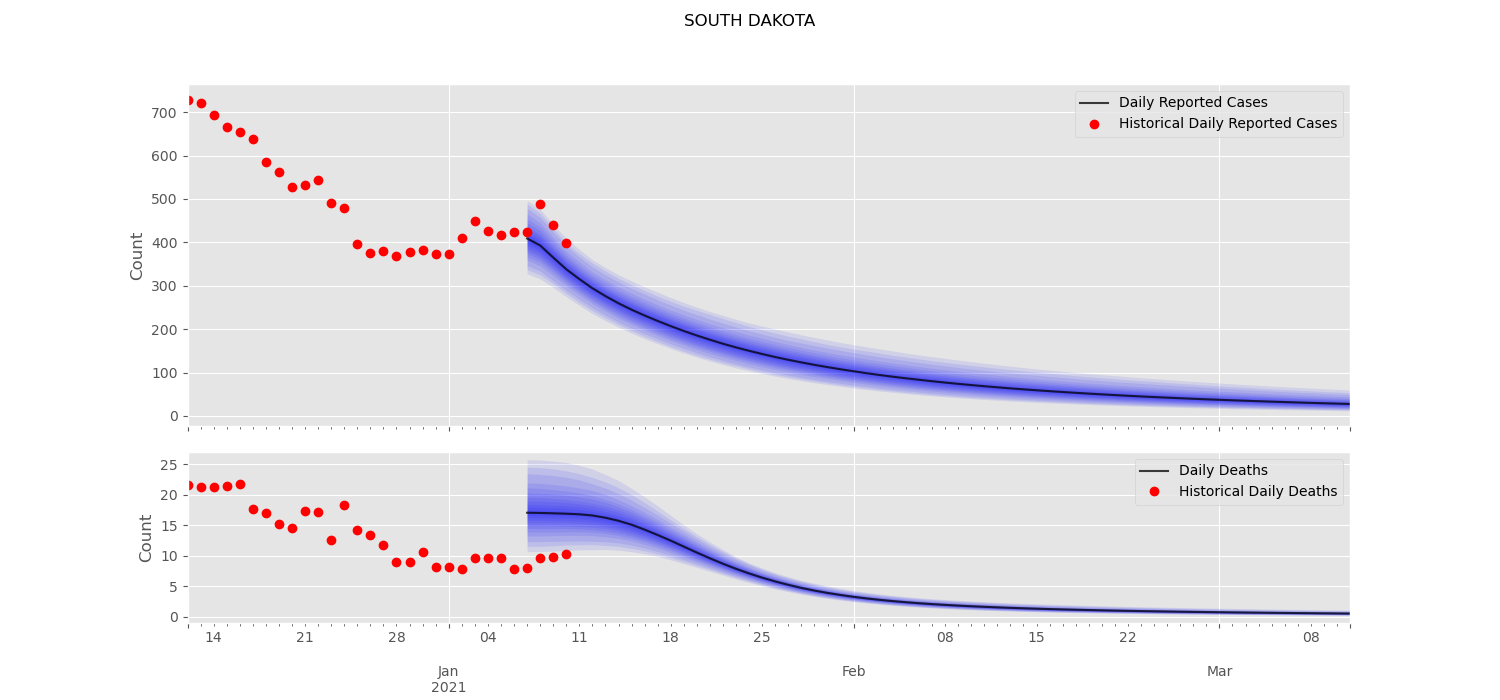 SOUTH DAKOTA
Daily Reported Cases
Historical Daily Reported Cases
700
600
500
400
300
200
100
0
Count
Daily Deaths
Historical Daily Deaths
25
20
15
10
5
0
Count
14 21 28 04 11 18 25 08 15 22 08
Jan Feb Mar
2021